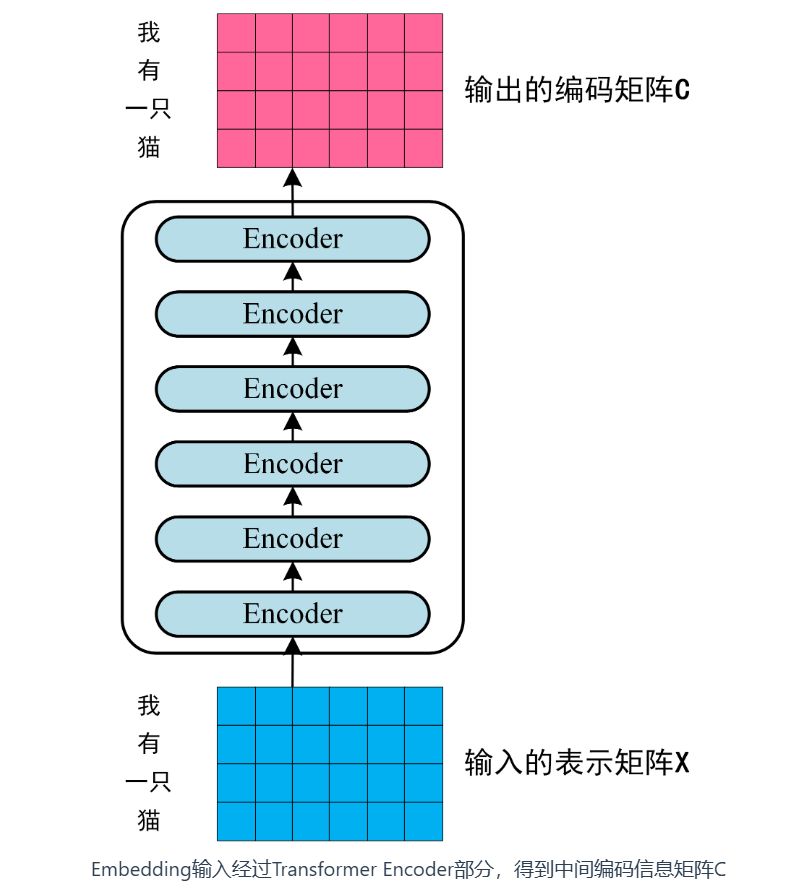 我
有
一只
猫
输出的编码矩阵C
Encoder
Encoder
Encoder
Encoder
Encoder
Encoder
我
有
一只
猫
输入的表示矩阵X
Embedding输入经过Transformer Encoder部分，得到中间编码信息矩阵C